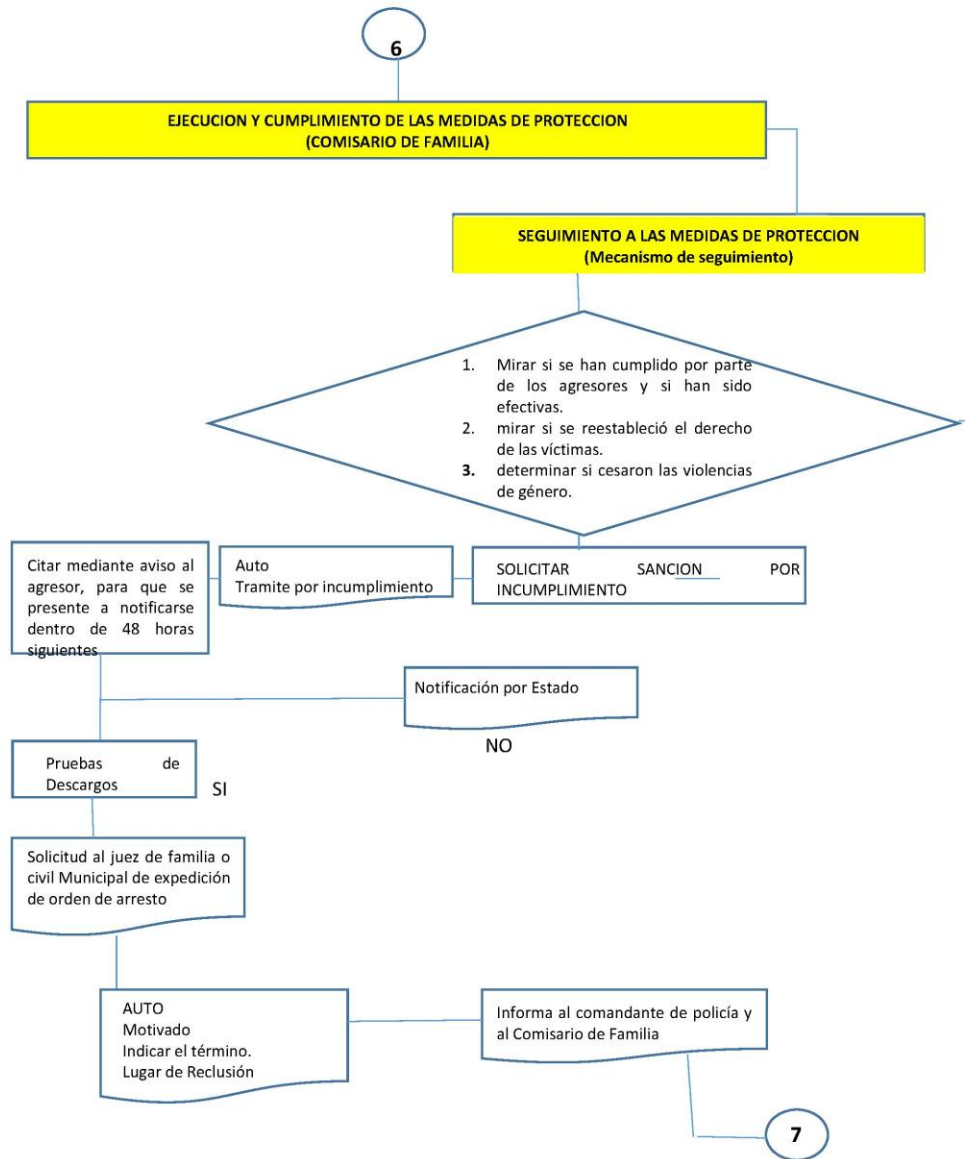 6
EJECUCION Y CUMPLIMIENTO DE LAS MEDIDAS DE PROTECCION
(COMISARIO DE FAMILIA)
SEGUIMIENTO A LAS MEDIDAS DE PROTECCION
(Mecanismo de seguimiento)
1. Mirar si se han cumplido por parte
de los agresores y si han sido
efectivas.
2. mirar si se reestableció el derecho
de las víctimas.
3. determinar si cesaron las violencias
de género.
Citar mediante aviso al
agresor, para que se
presente a notificarse
dentro de 48 horas
siguientes
Auto
Tramite por incumplimiento
SOLICITAR SANCION POR
INCUMPLIMIENTO
Notificación por Estado
NO
Pruebas de
Descargos
SI
Solicitud al juez de familia o
civil Municipal de expedición
de orden de arresto
AUTO
Motivado
Indicar el término.
Lugar de Reclusión
Informa al comandante de policía y
al Comisario de Familia
7